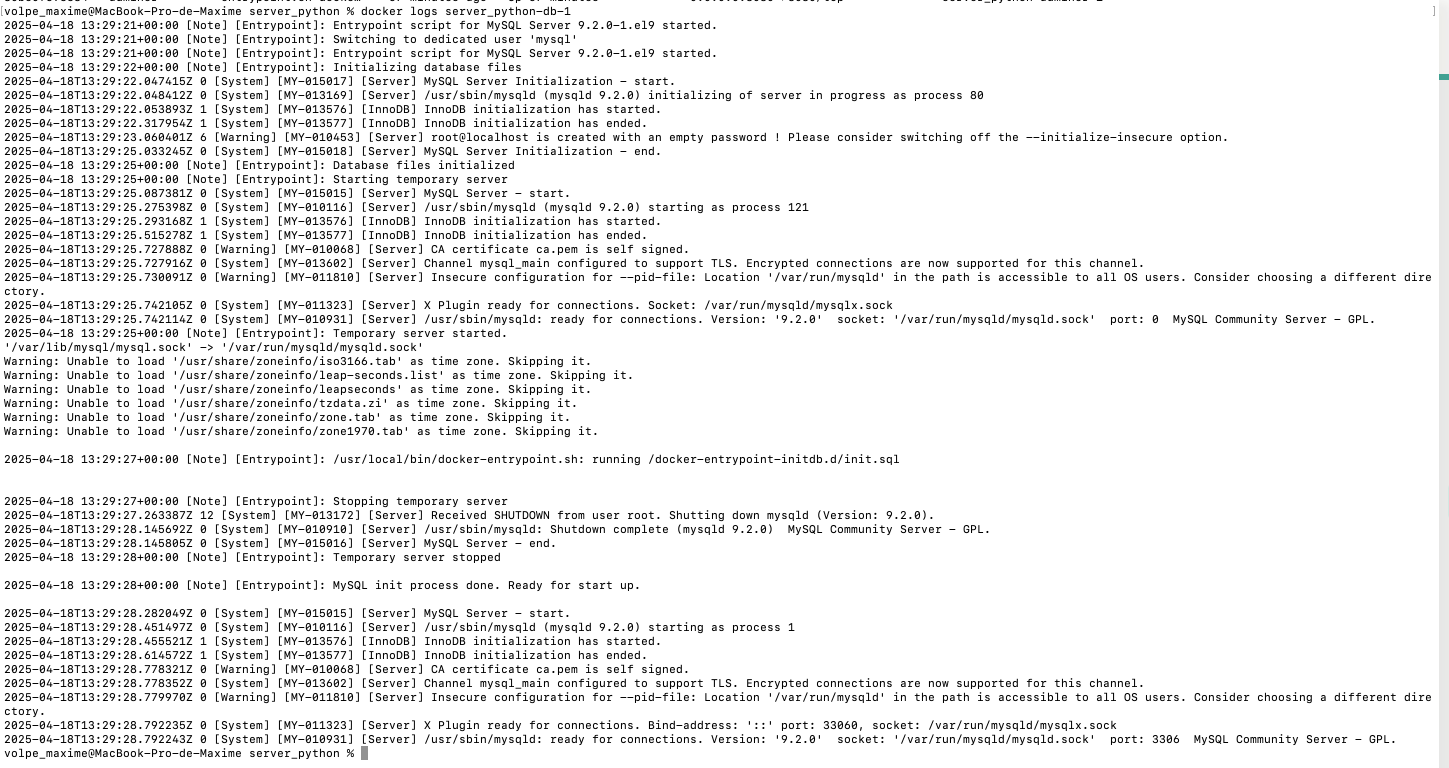 volpe_maxime@MacBook-Pro-de-Maxime server_python % docker logs server_python-db-1
2025-04-18 13:29:21+00:00 [Note] [Entrypoint]: Entrypoint script for MySQL Server 9.2.0-1.el9 started.
2025-04-18 13:29:21+00:00 [Note] [Entrypoint]: Switching to dedicated user 'mysql'
2025-04-18 13:29:21+00:00 [Note] [Entrypoint]: Entrypoint script for MySQL Server 9.2.0-1.el9 started.
2025-04-18 13:29:22+00:00 [Note] [Entrypoint]: Initializing database files
2025-04-18T13:29:22.047415Z 0 [System] [MY-015017] [Server] MySQL Server Initialization - start.
2025-04-18T13:29:22.048412Z 0 [System] [MY-013169] [Server] /usr/sbin/mysqld (mysqld 9.2.0) initializing of server in progress as process 80
2025-04-18T13:29:22.053893Z 1 [System] [MY-013576] [InnoDB] InnoDB initialization has started.
2025-04-18T13:29:22.317954Z 1 [System] [MY-013577] [InnoDB] InnoDB initialization has ended.
2025-04-18T13:29:23.060401Z 6 [Warning] [MY-010453] [Server] root@localhost is created with an empty password ! Please consider switching off the --initialize-insecure option.
2025-04-18T13:29:25.033245Z 0 [System] [MY-015018] [Server] MySQL Server Initialization - end.
2025-04-18 13:29:25+00:00 [Note] [Entrypoint]: Database files initialized
2025-04-18 13:29:25+00:00 [Note] [Entrypoint]: Starting temporary server
2025-04-18T13:29:25.087381Z 0 [System] [MY-015015] [Server] MySQL Server - start.
2025-04-18T13:29:25.275398Z 0 [System] [MY-010116] [Server] /usr/sbin/mysqld (mysqld 9.2.0) starting as process 121
2025-04-18T13:29:25.293168Z 1 [System] [MY-013576] [InnoDB] InnoDB initialization has started.
2025-04-18T13:29:25.515278Z 1 [System] [MY-013577] [InnoDB] InnoDB initialization has ended.
2025-04-18T13:29:25.727888Z 0 [Warning] [MY-010068] [Server] CA certificate ca.pem is self signed.
2025-04-18T13:29:25.727916Z 0 [System] [MY-013602] [Server] Channel mysql_main configured to support TLS. Encrypted connections are now supported for this channel.
2025-04-18T13:29:25.730091Z 0 [Warning] [MY-011810] [Server] Insecure configuration for --pid-file: Location '/var/run/mysqld' in the path is accessible to all OS users. Consider choosing a different dire
ctory.
2025-04-18T13:29:25.742105Z 0 [System] [MY-011323] [Server] X Plugin ready for connections. Socket: /var/run/mysqld/mysqlx.sock
2025-04-18T13:29:25.742114Z 0 [System] [MY-010931] [Server] /usr/sbin/mysqld: ready for connections. Version: '9.2.0'  socket: '/var/run/mysqld/mysqld.sock'  port: 0  MySQL Community Server - GPL.
2025-04-18 13:29:25+00:00 [Note] [Entrypoint]: Temporary server started.
'/var/lib/mysql/mysql.sock' -> '/var/run/mysqld/mysqld.sock'
Warning: Unable to load '/usr/share/zoneinfo/iso3166.tab' as time zone. Skipping it.
Warning: Unable to load '/usr/share/zoneinfo/leap-seconds.list' as time zone. Skipping it.
Warning: Unable to load '/usr/share/zoneinfo/leapseconds' as time zone. Skipping it.
Warning: Unable to load '/usr/share/zoneinfo/tzdata.zi' as time zone. Skipping it.
Warning: Unable to load '/usr/share/zoneinfo/zone.tab' as time zone. Skipping it.
Warning: Unable to load '/usr/share/zoneinfo/zone1970.tab' as time zone. Skipping it.
2025-04-18 13:29:27+00:00 [Note] [Entrypoint]: /usr/local/bin/docker-entrypoint.sh: running /docker-entrypoint-initdb.d/init.sql
2025-04-18 13:29:27+00:00 [Note] [Entrypoint]: Stopping temporary server
2025-04-18T13:29:27.263387Z 12 [System] [MY-013172] [Server] Received SHUTDOWN from user root. Shutting down mysqld (Version: 9.2.0).
2025-04-18T13:29:28.145692Z 0 [System] [MY-010910] [Server] /usr/sbin/mysqld: Shutdown complete (mysqld 9.2.0)  MySQL Community Server - GPL.
2025-04-18T13:29:28.145805Z 0 [System] [MY-015016] [Server] MySQL Server - end.
2025-04-18 13:29:28+00:00 [Note] [Entrypoint]: Temporary server stopped
2025-04-18 13:29:28+00:00 [Note] [Entrypoint]: MySQL init process done. Ready for start up.
2025-04-18T13:29:28.282049Z 0 [System] [MY-015015] [Server] MySQL Server - start.
2025-04-18T13:29:28.451497Z 0 [System] [MY-010116] [Server] /usr/sbin/mysqld (mysqld 9.2.0) starting as process 1
2025-04-18T13:29:28.455521Z 1 [System] [MY-013576] [InnoDB] InnoDB initialization has started.
2025-04-18T13:29:28.614572Z 1 [System] [MY-013577] [InnoDB] InnoDB initialization has ended.
2025-04-18T13:29:28.778321Z 0 [Warning] [MY-010068] [Server] CA certificate ca.pem is self signed.
2025-04-18T13:29:28.778352Z 0 [System] [MY-013602] [Server] Channel mysql_main configured to support TLS. Encrypted connections are now supported for this channel.
2025-04-18T13:29:28.779970Z 0 [Warning] [MY-011810] [Server] Insecure configuration for --pid-file: Location '/var/run/mysqld' in the path is accessible to all OS users. Consider choosing a different dire
ctory.
2025-04-18T13:29:28.792235Z 0 [System] [MY-011323] [Server] X Plugin ready for connections. Bind-address: '::' port: 33060, socket: /var/run/mysqld/mysqlx.sock
2025-04-18T13:29:28.792243Z 0 [System] [MY-010931] [Server] /usr/sbin/mysqld: ready for connections. Version: '9.2.0'  socket: '/var/run/mysqld/mysqld.sock'  port: 3306  MySQL Community Server - GPL.
volpe_maxime@MacBook-Pro-de-Maxime server_python %